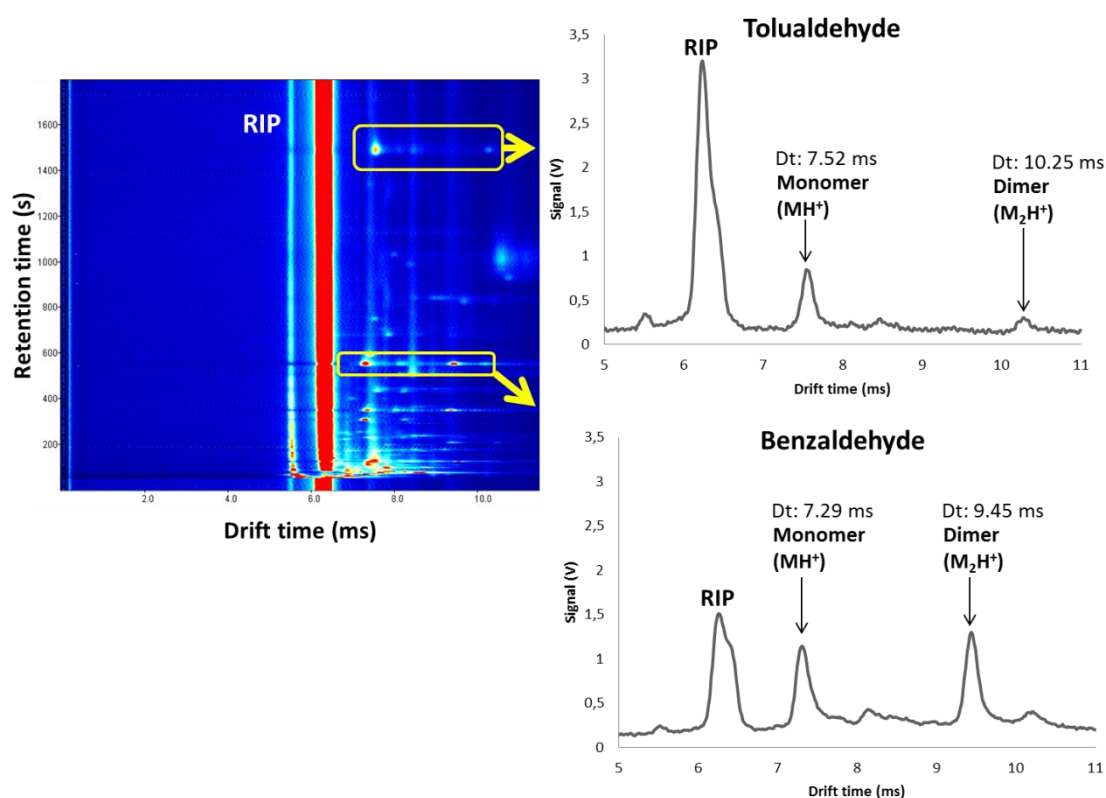 RIP
Retention time (s)
1600
1400
1200
1000
800
600
400
200
2.0
4.0
6.0
8.0
10.0
Drift time (ms)
Tolualdehyde
3,5
3
2,5
2
1,5
1
0,5
0
Signal (V)
RIP
Dt: 7.52 ms
Monomer
(MH⁺)
Dt: 10.25 ms
Dimer
(M₂H⁺)
5 6 7 8 9 10 11
Drift time (ms)
Benzaldehyde
3,5
3
2,5
2
1,5
1
0,5
0
Signal (V)
RIP
Dt: 7.29 ms
Monomer
(MH⁺)
Dt: 9.45 ms
Dimer
(M₂H⁺)
5 6 7 8 9 10 11
Drift time (ms)